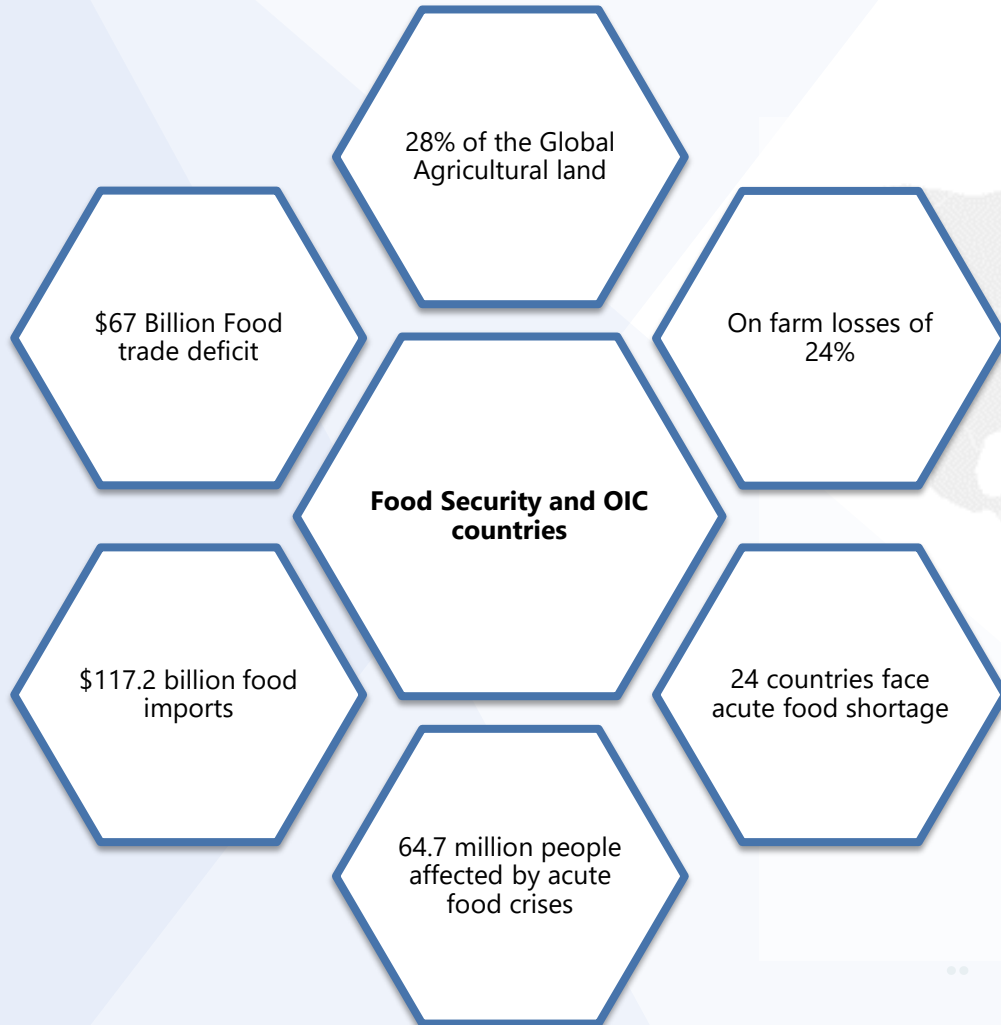 28% of the Global
Agricultural land
$67 Billion Food
trade deficit
On farm losses of
24%
Food Security and OIC
countries
$117.2 billion food
imports
24 countries face
acute food shortage
64.7 million people
affected by acute
food crises